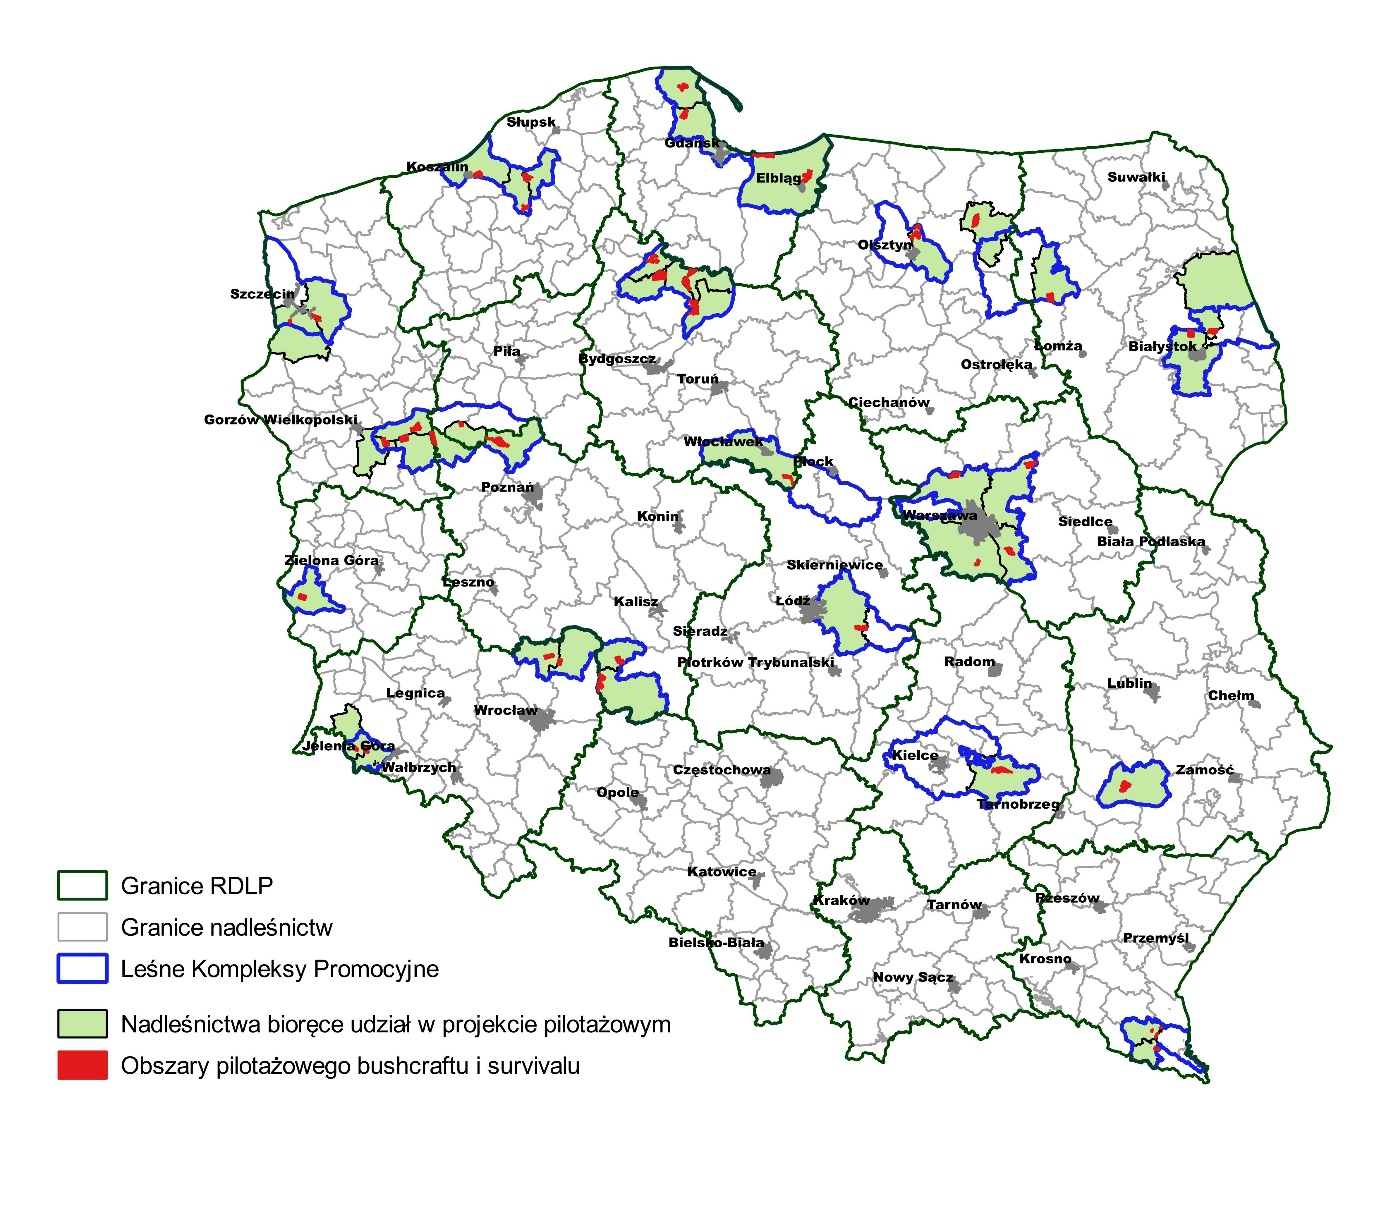 Słupsk
Gdańsk
Koszalin
Elbląg
Suwałki
Olsztyn
Szczecin
Łomża
Białystok
Piła
Bydgoszcz
Ostrołęka
Toruń
Ciechanów
Gorzów Wielkopolski
Włocławek
Płock
Poznań
Konin
Warszawa
Siedlce
Biała Podlaska
Zielona Góra
Skierniewice
Leszno
Kalisz
Łódź
Sieradz
Piotrków Trybunalski
Radom
Legnica
Lublin
Chełm
Wrocław
Jelenia Góra
Kielce
Wałbrzych
Częstochowa
Zamość
Opole
Tarnobrzeg
Katowice
Kraków
Tarnów
Rzeszów
Bielsko-Biała
Przemyśl
Krosno
Nowy Sącz
Granice RDLP
Granice nadleśnictw
Leśne Kompleksy Promocyjne
Nadleśnictwa bioręce udział w projekcie pilotażowym
Obszary pilotażowego bushcraftu i survivalu